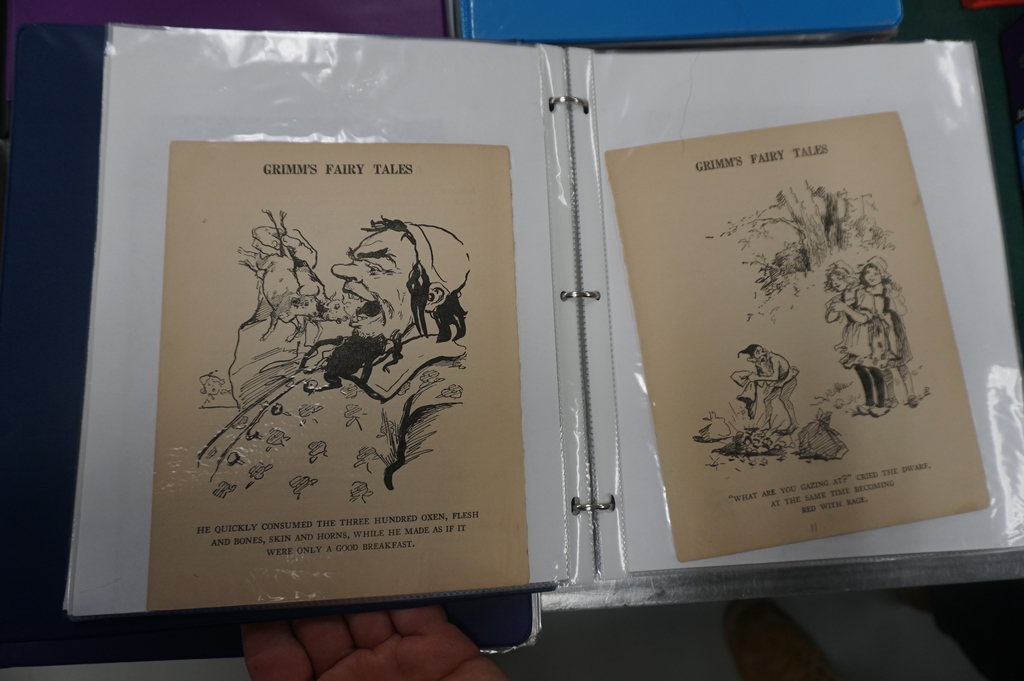 GRIMM'S FAIRY TALES
HE QUICKLY CONSUMED THE THREE HUNDRED OXEN, FLESH
AND BONES, SKIN AND HORNS, WHILE HE MADE AS IF IT
WERE ONLY A GOOD BREAKFAST.
GRIMM'S FAIRY TALES
"WHAT ARE YOU GAZING AT?" CRIED THE DWARF,
AT THE SAME TIME BECOMING
RED WITH RAGE.